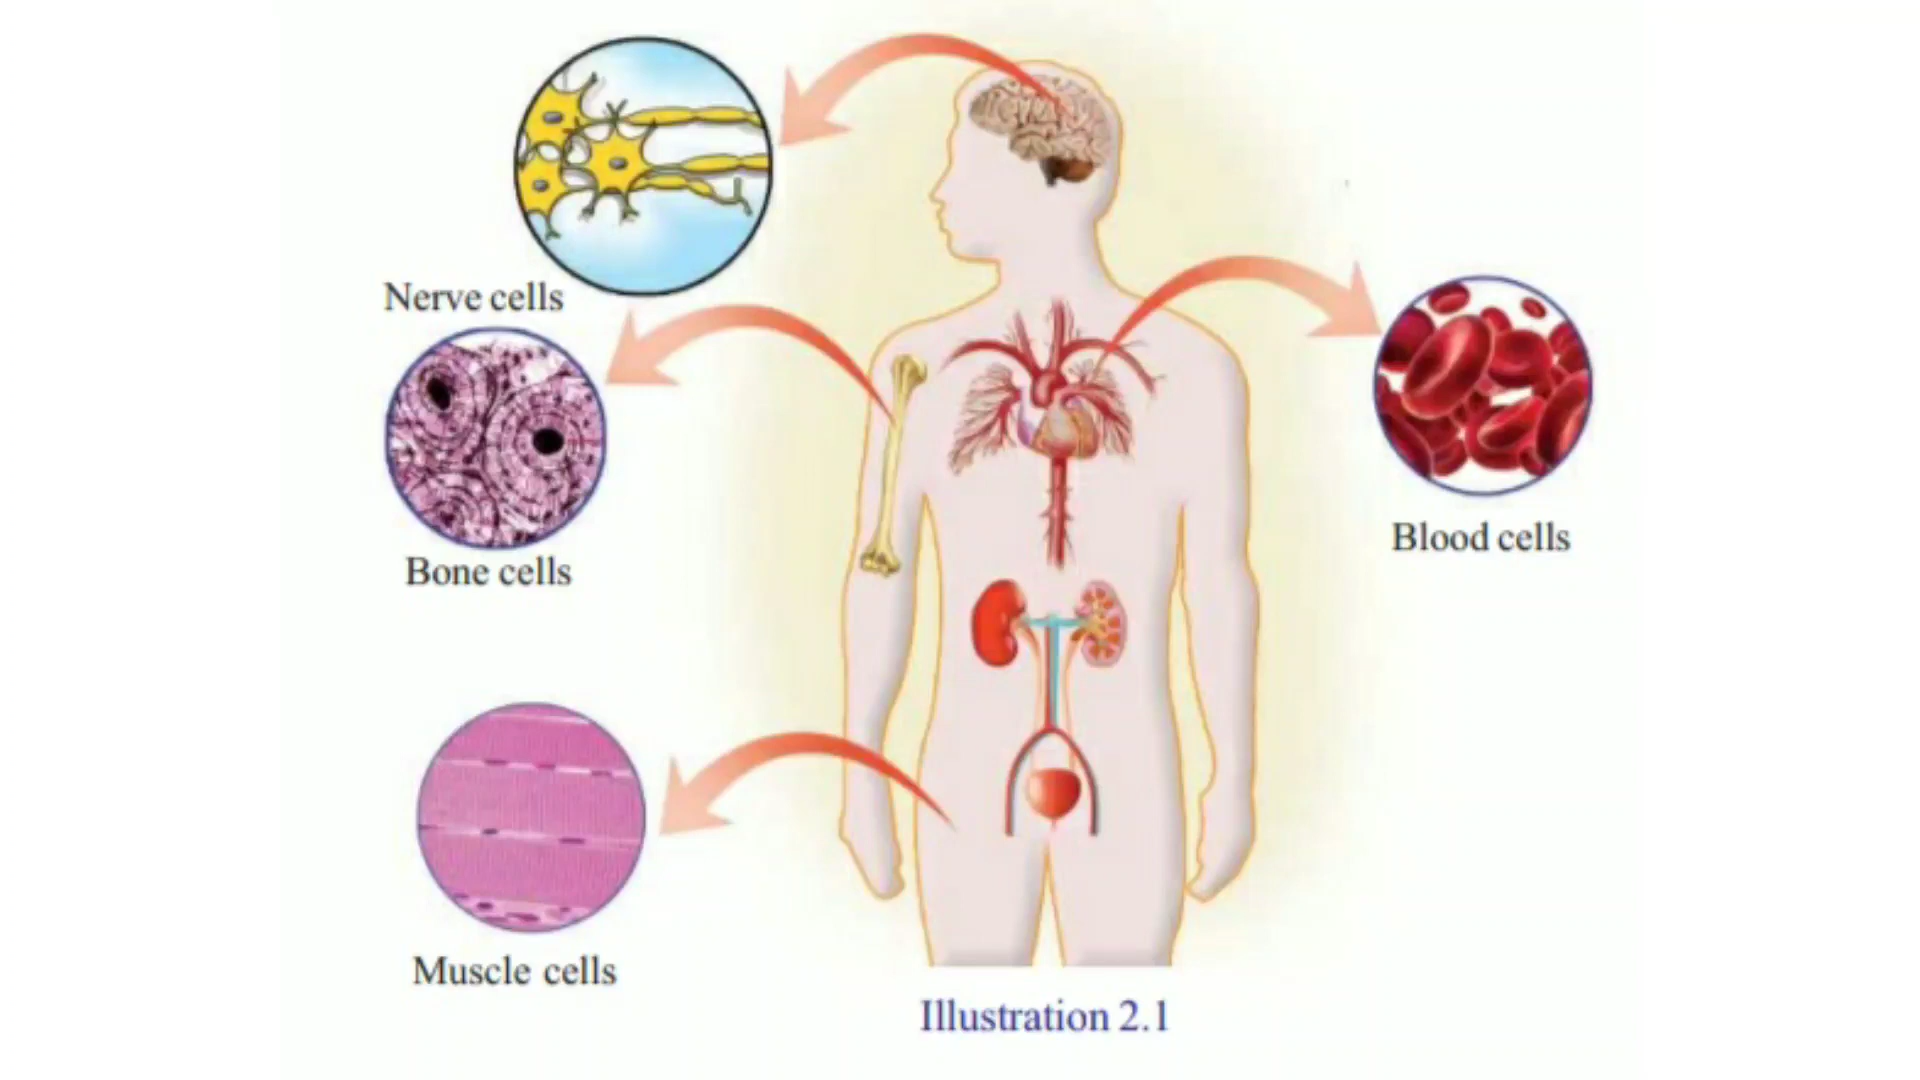 Nerve cells
Bone cells
Blood cells
Muscle cells
Illustration 2.1